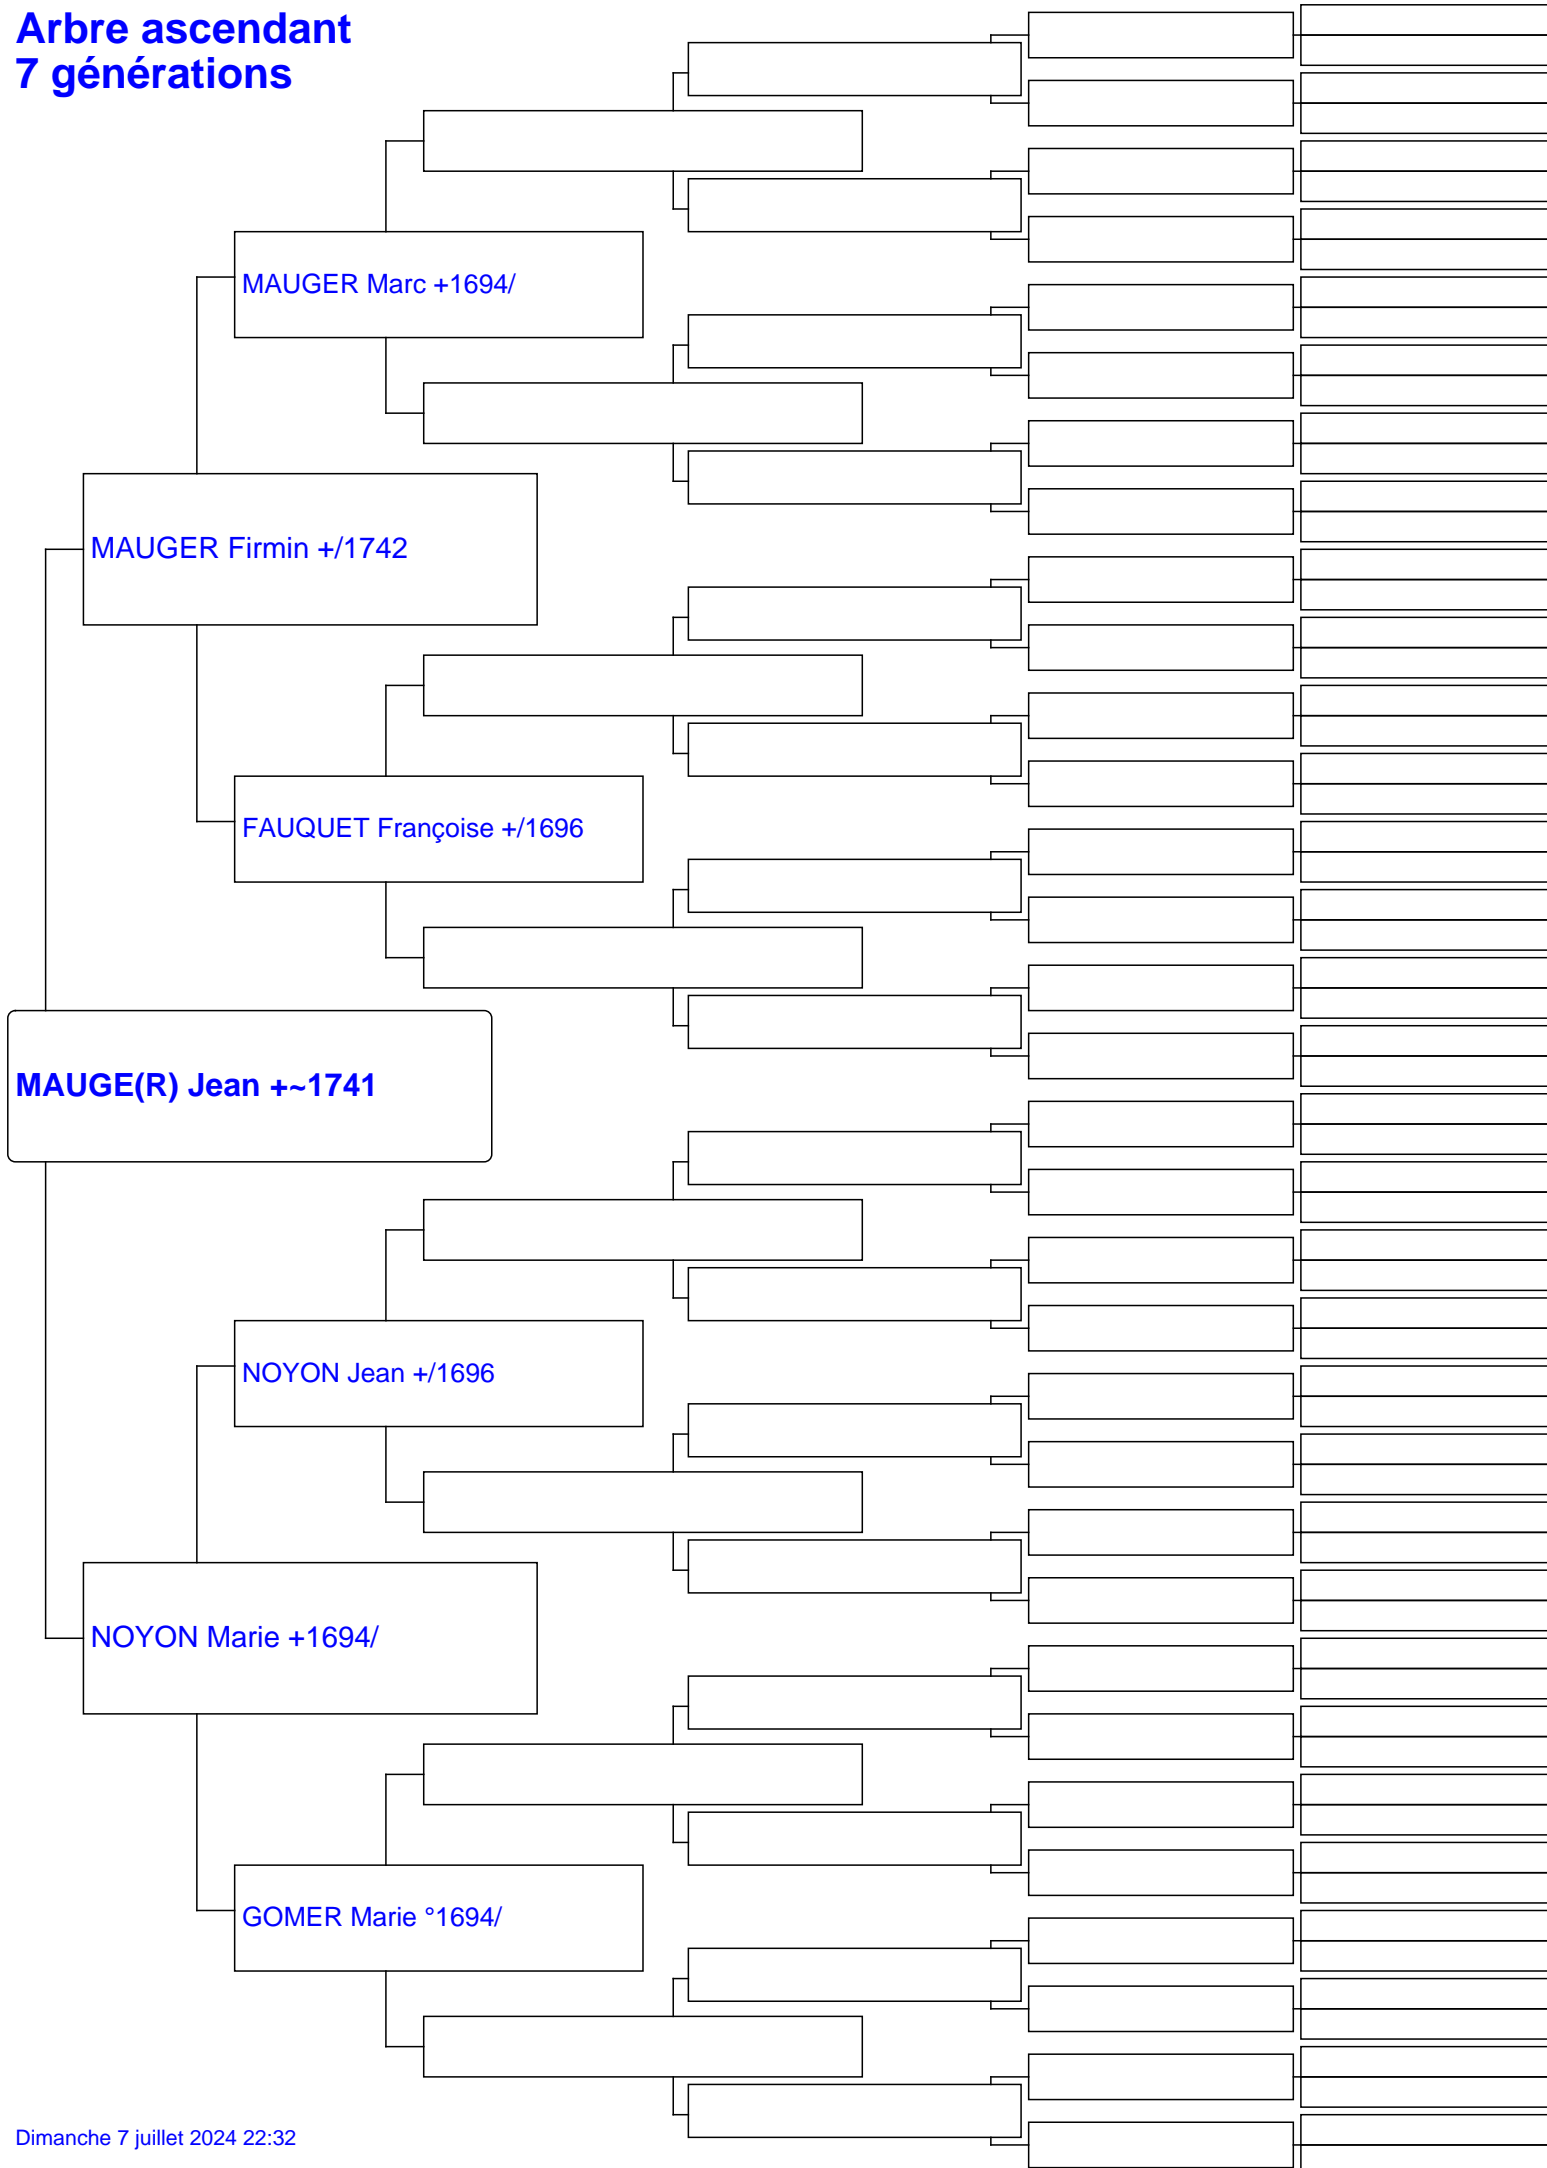 Arbre ascendant
7 générations
MAUGER Marc +1694/
MAUGER Firmin +/1742
FAUQUET Françoise +/1696
MAUGE(R) Jean +~1741
NOYON Jean +/1696
NOYON Marie +1694/
GOMER Marie °1694/
Dimanche 7 juillet 2024 22:32